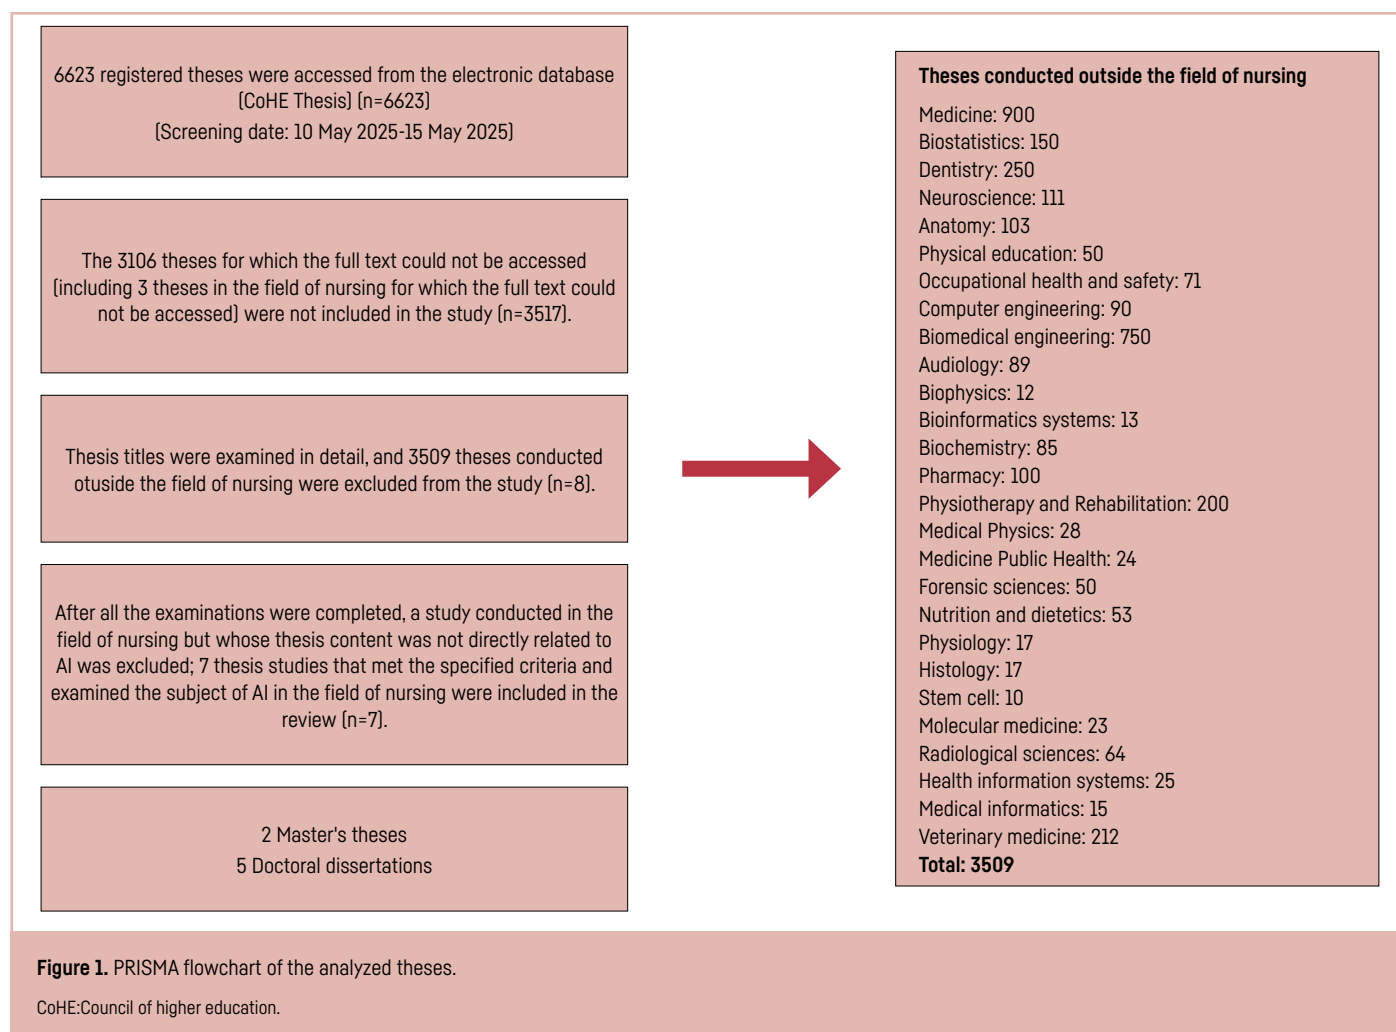 6623 registered theses were accessed from the electronic database
(CoHE Thesis) (n=6623)
(Screening date: 10 May 2025-15 May 2025)
The 3106 theses for which the full text could not be accessed
(including 3 theses in the field of nursing for which the full text could
not be accessed) were not included in the study (n=3517).
Thesis titles were examined in detail, and 3509 theses conducted
otuside the field of nursing were excluded from the study (n=8).
After all the examinations were completed, a study conducted in the
field of nursing but whose thesis content was not directly related to
AI was excluded; 7 thesis studies that met the specified criteria and
examined the subject of AI in the field of nursing were included in the
review (n=7).
2 Master's theses
5 Doctoral dissertations
Theses conducted outside the field of nursing
Medicine: 900
Biostatistics: 150
Dentistry: 250
Neuroscience: 111
Anatomy: 103
Physical education: 50
Occupational health and safety: 71
Computer engineering: 90
Biomedical engineering: 750
Audiology: 89
Biophysics: 12
Bioinformatics systems: 13
Biochemistry: 85
Pharmacy: 100
Physiotherapy and Rehabilitation: 200
Medical Physics: 28
Medicine Public Health: 24
Forensic sciences: 50
Nutrition and dietetics: 53
Physiology: 17
Histology: 17
Stem cell: 10
Molecular medicine: 23
Radiological sciences: 64
Health information systems: 25
Medical informatics: 15
Veterinary medicine: 212
Total: 3509
Figure 1. PRISMA flowchart of the analyzed theses.
CoHE:Council of higher education.